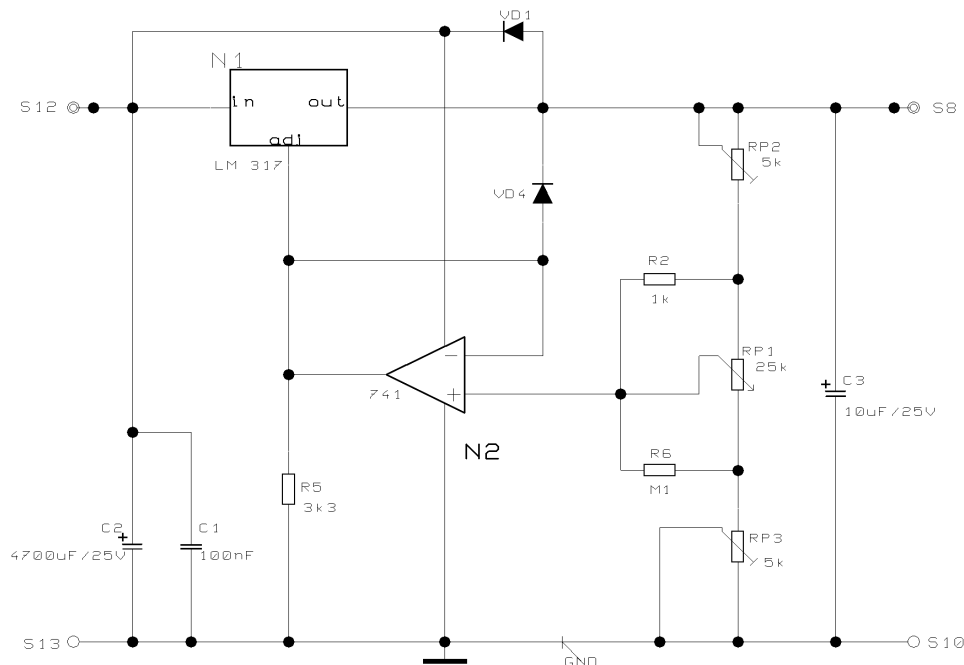 VD1
N1
S12
in
out
S8
adj
LM 317
RP2
5k
VD4
R2
1k
RP1
25k
−
+
741
C3
+
10uF/25V
N2
R6
M1
R5
3k3
C2
+
4700uF/25V
C1
100nF
RP3
5k
S13
S10
GND